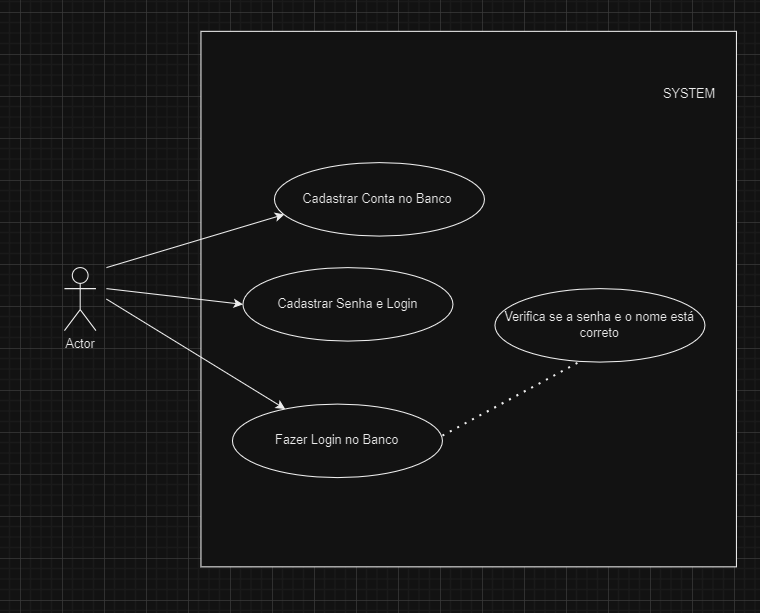 SYSTEM
Cadastrar Conta no Banco
Cadastrar Senha e Login
Verifica se a senha e o nome está
correto
Actor
Fazer Login no Banco